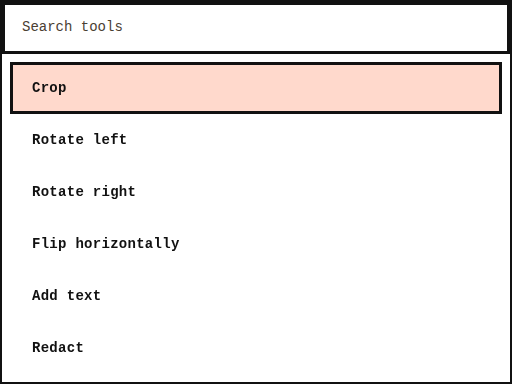 Search tools
Crop
Rotate left
Rotate right
Flip horizontally
Add text
Redact